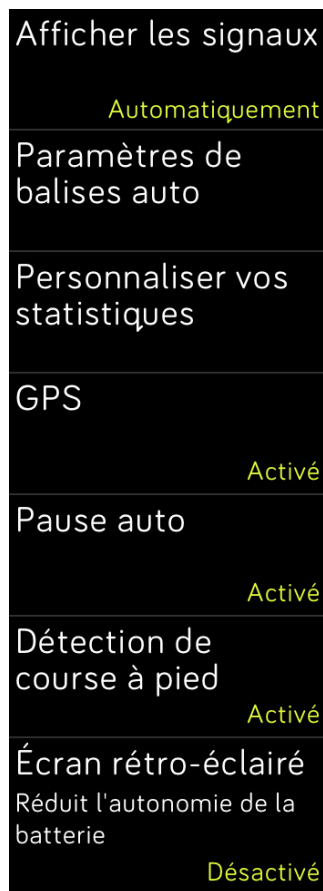 Afficher les signaux
Automatiquement
Paramètres de
balises auto
Personnaliser vos
statistiques
GPS
Activé
Pause auto
Activé
Détection de
course à pied
Activé
Écran rétro-éclairé
Réduit l'autonomie de la
batterie
Désactivé